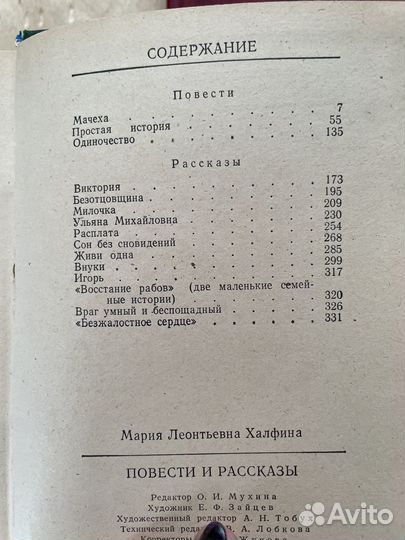 СОДЕРЖАНИЕ
Повести
Мачеха . . . . . . . . 7
Простая история . . . . . . . . 55
Одиночество . . . . . . . . 135
Рассказы
Виктория . . . . . . . . 173
Безотцовщина . . . . . . . . 195
Милочка . . . . . . . . 209
Ульяна Михайловна . . . . . . . . 230
Расплата . . . . . . . . 254
Сон без сновидений . . . . . . . . 268
Живи одна . . . . . . . . 285
Внуки . . . . . . . . 299
Игорь . . . . . . . . 317
«Восстание рабов» (две маленькие семей-
ные истории) . . . . . . . . 320
Враг умный и беспощадный . . . . . 326
«Безжалостное сердце» . . . . . . 331
Мария Леонтьевна Халфина
ПОВЕСТИ И РАССКАЗЫ
Редактор О. И. Мухина
Художник Е. Ф. Зайцев
Художественный редактор А. Н. Тобух
Технический редактор В. А. Лобкова
Корректоры Жукова
Avito